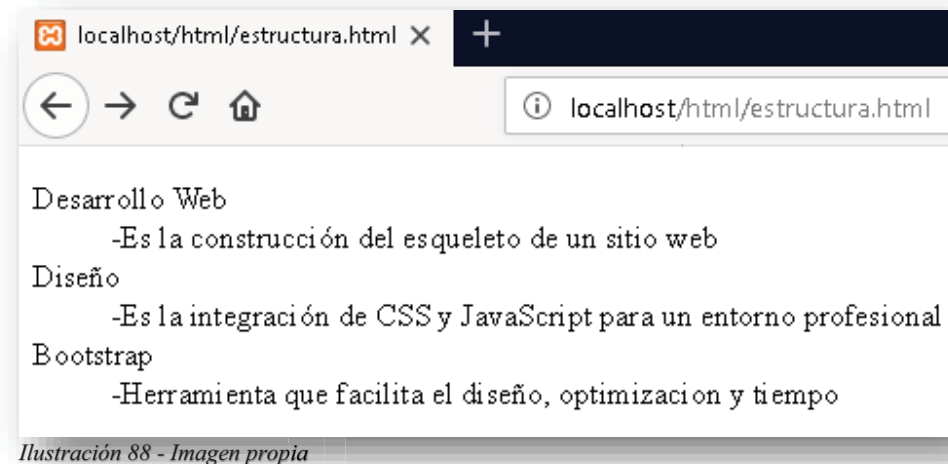 localhost/html/estructura.html
localhost/html/estructura.html
Desarrollo Web
-Es la construcción del esqueleto de un sitio web
Diseño
-Es la integración de CSS y JavaScript para un entorno profesional
Bootstrap
-Herramienta que facilita el diseño, optimizacion y tiempo
Ilustración 88 - Imagen propia